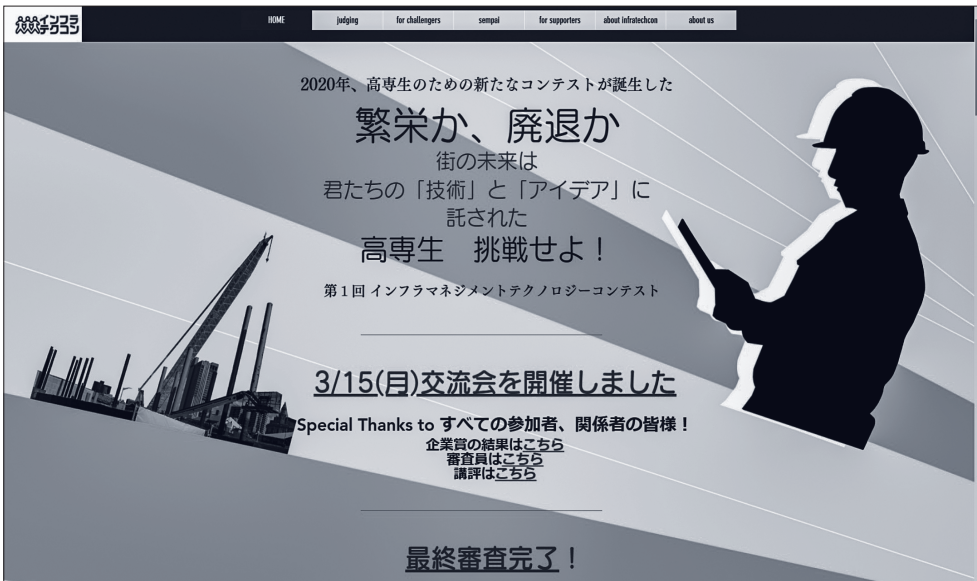 インフラ
テクコン
HOME judging for challengers sempai for supporters about infratechcon about us
2020年、高専生のための新たなコンテストが誕生した
繁栄か、廃退か
街の未来は
君たちの「技術」と「アイデア」に
託された
高専生　挑戦せよ！
第１回 インフラマネジメントテクノロジーコンテスト
3/15(月)交流会を開催しました
Special Thanks to すべての参加者、関係者の皆様！
企業賞の結果はこちら
審査員はこちら
講評はこちら
最終審査完了！